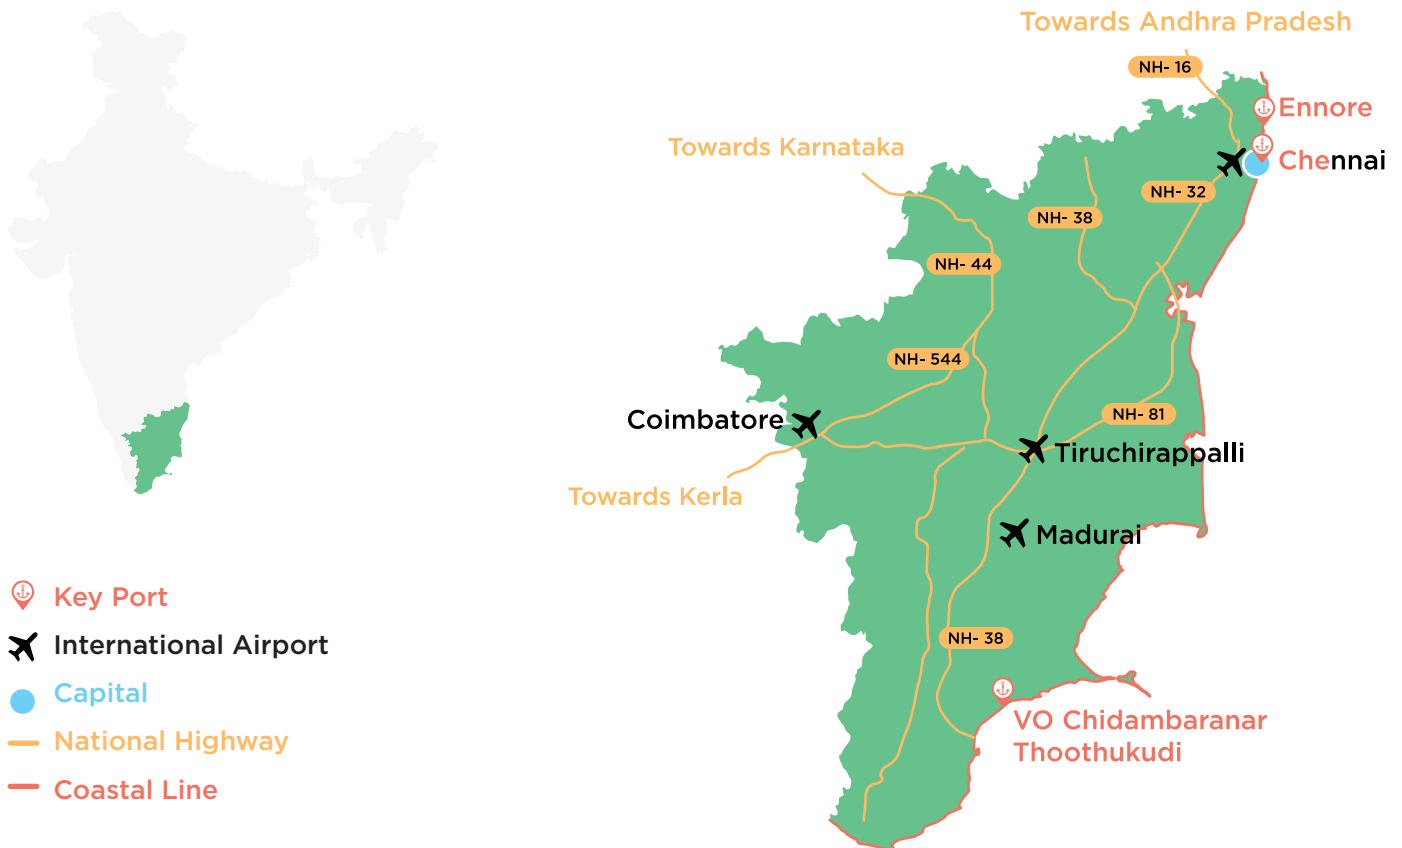 Towards Andhra Pradesh
NH- 16
Ennore
Towards Karnataka
Chennai
NH- 32
NH- 38
NH- 44
NH- 544
Coimbatore
NH- 81
Tiruchirappalli
Towards Kerla
Madurai
NH- 38
VO Chidambaranar
Thoothukudi
Key Port
International Airport
Capital
National Highway
Coastal Line